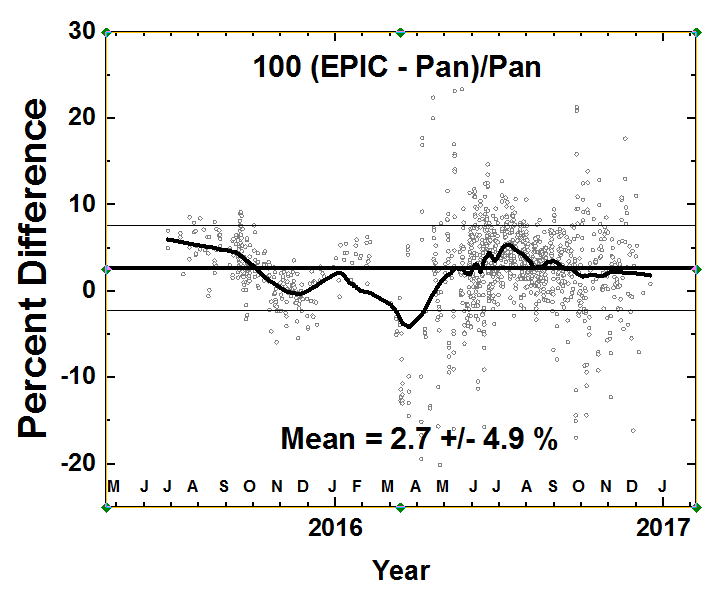 30
100 (EPIC - Pan)/Pan
20
10
0
-10
-20
Percent Difference
Mean = 2.7 +/- 4.9 %
M J J A S O N D J F M A M J J A S O N D J
2016 2017
Year